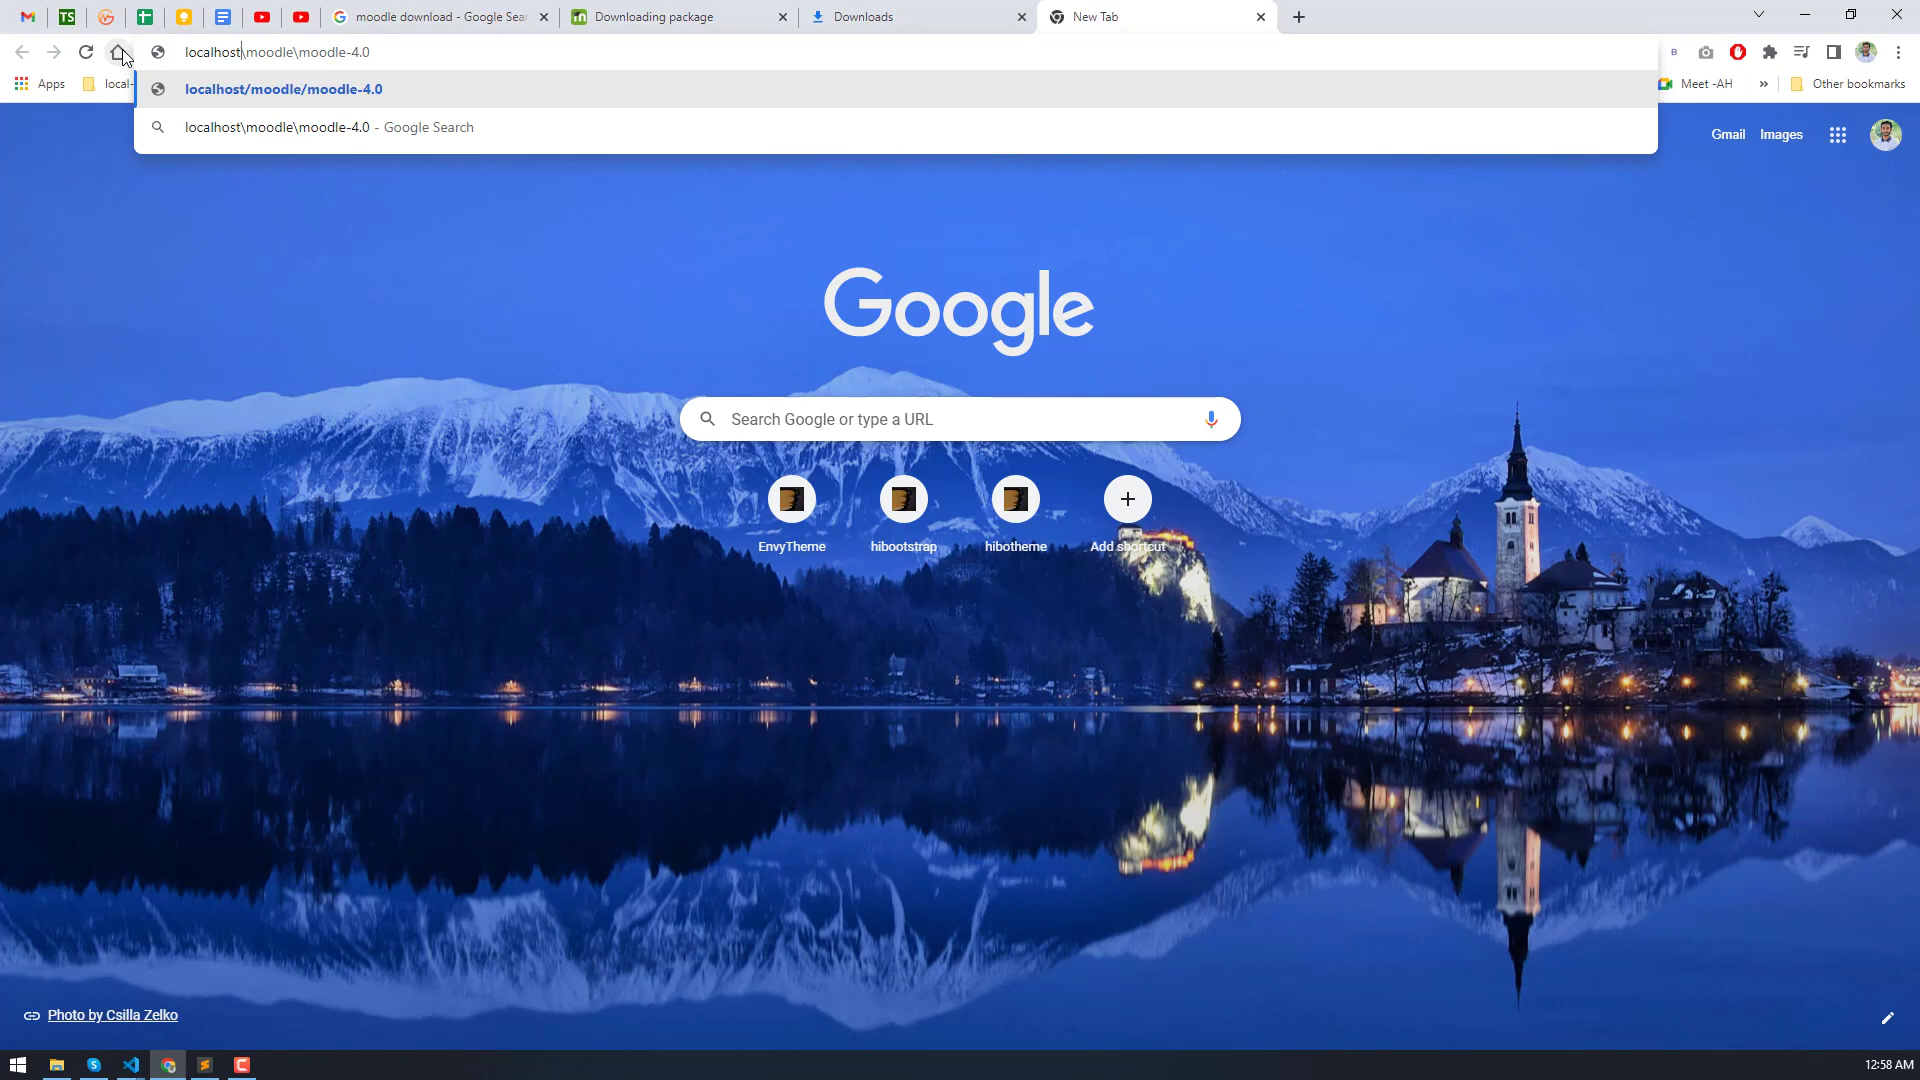 TS
moodle download - Google Sear
Downloading package
Downloads
New Tab
localhost\moodle\moodle-4.0
B
Apps
local-
Meet -AH
»
Other bookmarks
localhost/moodle/moodle-4.0
localhost\moodle\moodle-4.0 - Google Search
Gmail
Images
Google
Search Google or type a URL
EnvyTheme
hibootstrap
hibotheme
Add shortcut
Photo by Csilla Zelko
12:58 AM